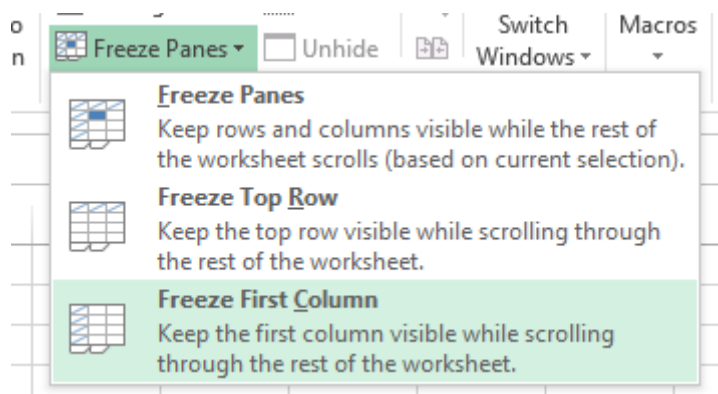 o
n
Freeze Panes
Unhide
Switch
Windows
Macros
Freeze Panes
Keep rows and columns visible while the rest of
the worksheet scrolls (based on current selection).
Freeze Top Row
Keep the top row visible while scrolling through
the rest of the worksheet.
Freeze First Column
Keep the first column visible while scrolling
through the rest of the worksheet.